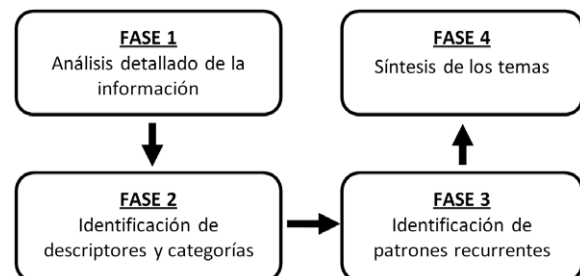 FASE 1
Análisis detallado de la
información
FASE 2
Identificación de
descriptores y categorías
FASE 3
Identificación de
patrones recurrentes
FASE 4
Síntesis de los temas